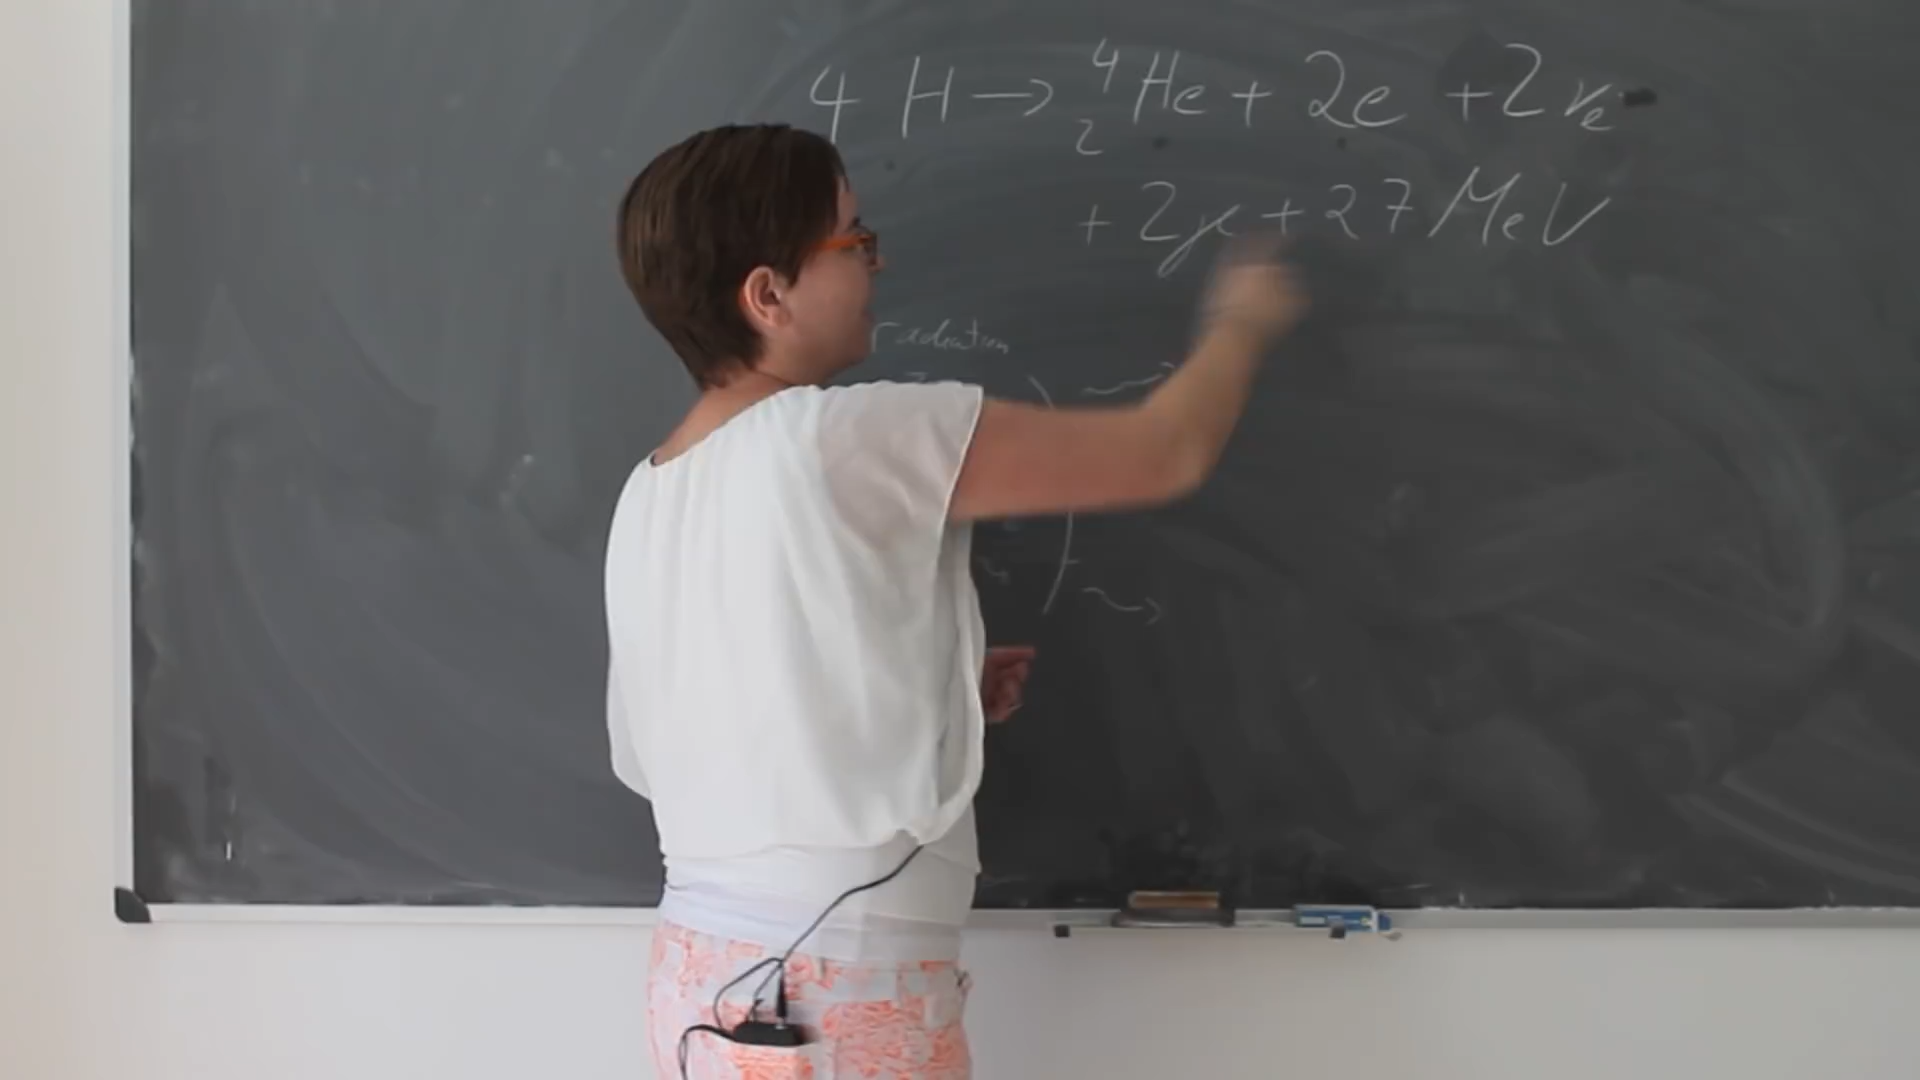 4 H → ⁴₂He + 2e + 2νe
+ 2γ + 27 MeV
radiation